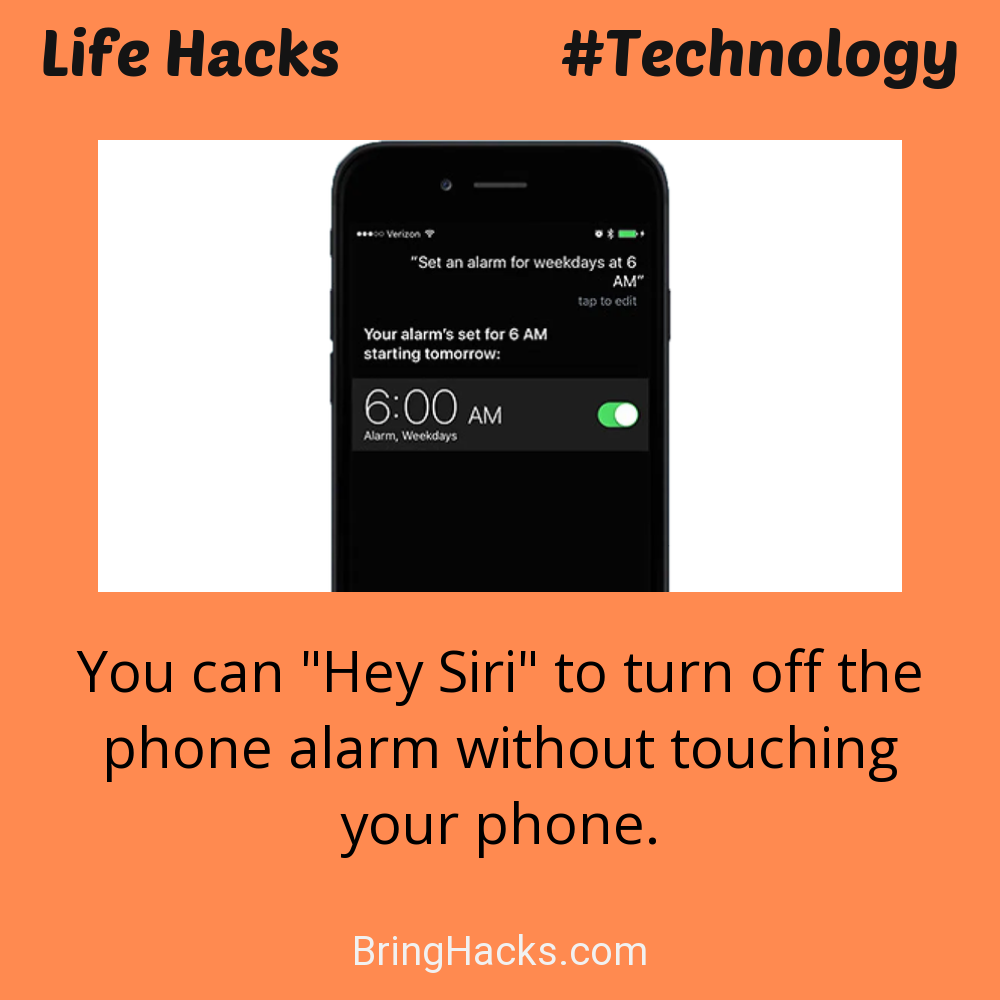 Life Hacks #Technology
Verizon
"Set an alarm for weekdays at 6
AM"
tap to edit
Your alarm's set for 6 AM
starting tomorrow:
6:00 AM
Alarm, Weekdays
You can "Hey Siri" to turn off the
phone alarm without touching
your phone.
BringHacks.com